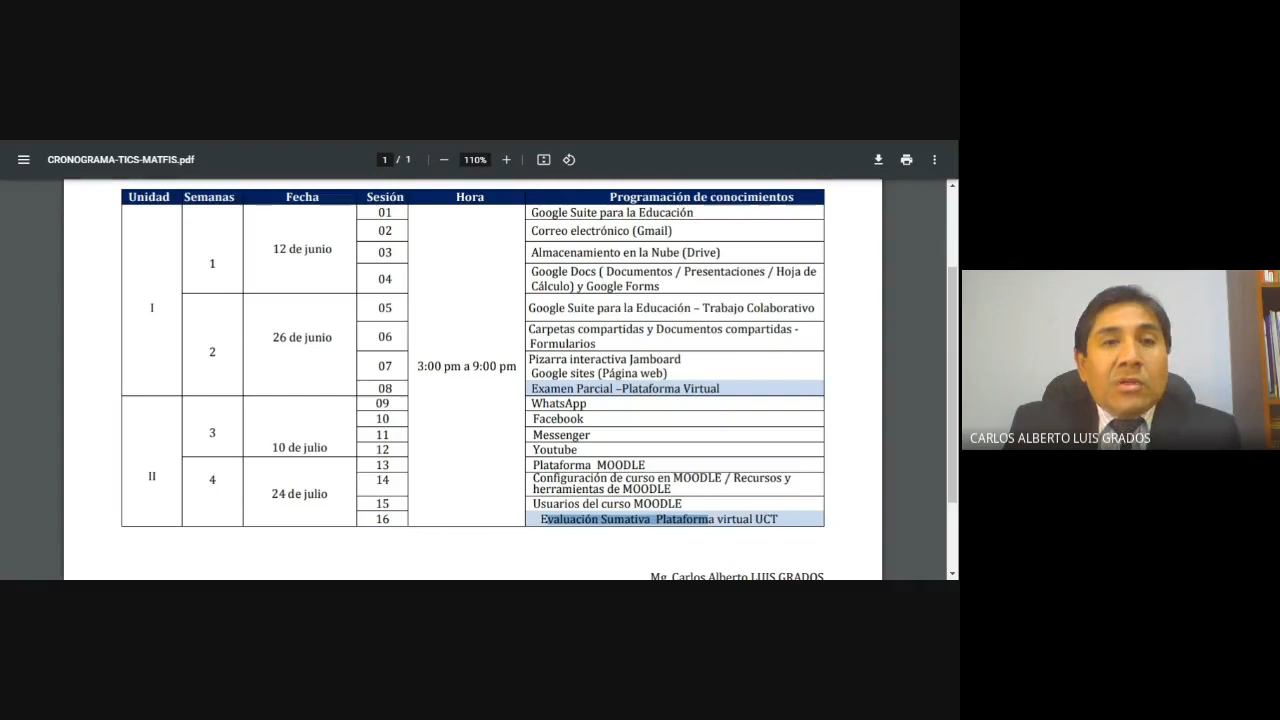 CRONOGRAMA-TICS-MATFIS.pdf
1 / 1
110%
Unidad Semanas Fecha Sesión Hora Programación de conocimientos
I
1
12 de junio
01 Google Suite para la Educación
02 Correo electrónico (Gmail)
03 Almacenamiento en la Nube (Drive)
04 Google Docs ( Documentos / Presentaciones / Hoja de
Cálculo) y Google Forms
2
26 de junio
05 Google Suite para la Educación – Trabajo Colaborativo
06 Carpetas compartidas y Documentos compartidas -
Formularios
3:00 pm a 9:00 pm
07 Pizarra interactiva Jamboard
Google sites (Página web)
08 Examen Parcial –Plataforma Virtual
II
3
10 de julio
09 WhatsApp
10 Facebook
11 Messenger
12 Youtube
4
24 de julio
13 Plataforma MOODLE
14 Configuración de curso en MOODLE / Recursos y
herramientas de MOODLE
15 Usuarios del curso MOODLE
16 Evaluación Sumativa Plataforma virtual UCT
Mg. Carlos Alberto LUIS GRADOS
CARLOS ALBERTO LUIS GRADOS